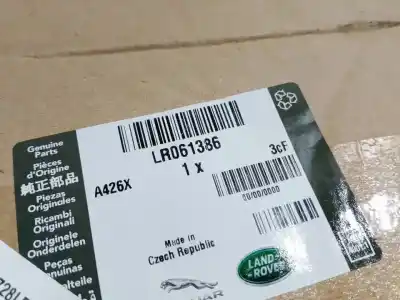 Genuine
Parts
Pièces
d'Origine
純正部品
Piezas
Originales
Ricambi
Originali
Originele
Onderdelen
Peças
LR061386
1 x
3cF
A426X
00/00/0000
Made in
Czech Republic
LAND
ROVER